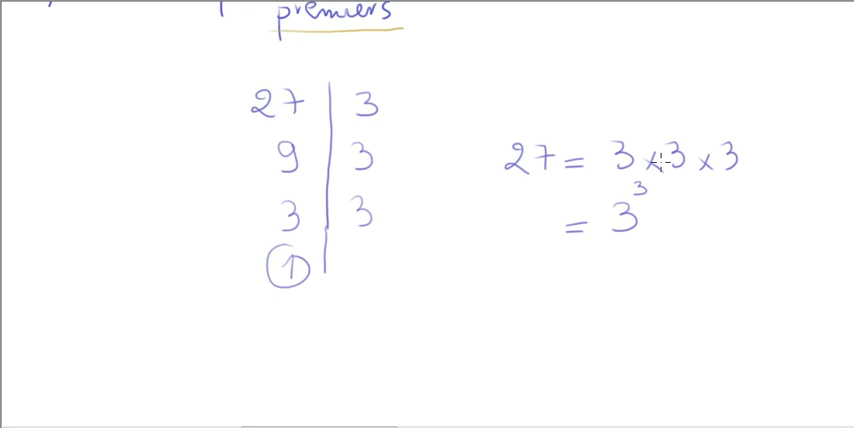 premiers
27 | 3
9 | 3
3 | 3
1
27 = 3 × 3 × 3
= 3³